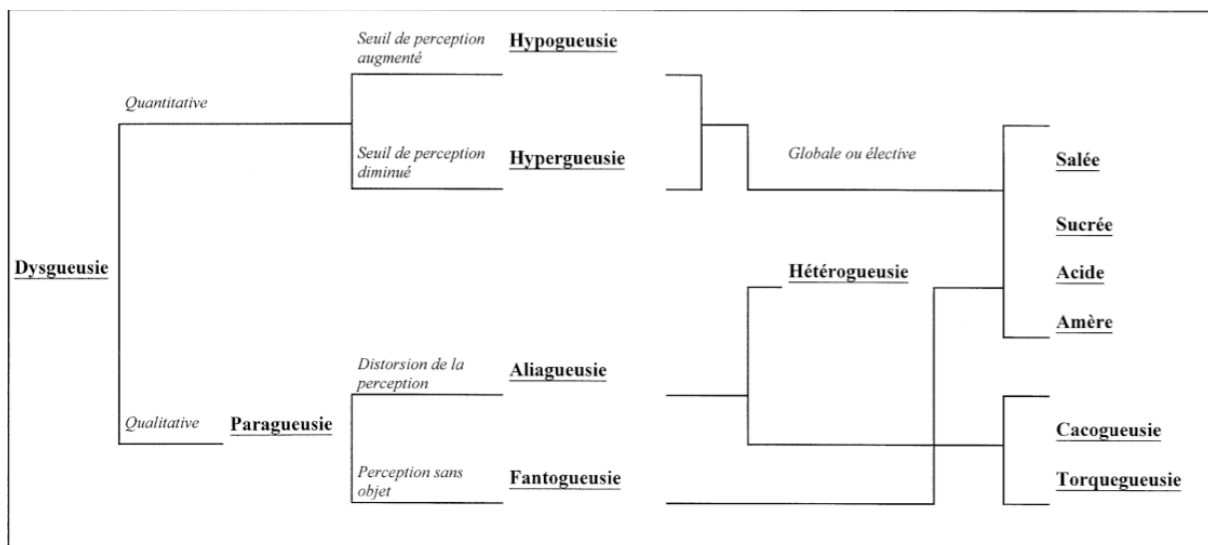 Seuil de perception
augmenté
Hypogueusie
Quantitative
Seuil de perception
diminué
Hypergueusie
Globale ou élective
Salée
Sucrée
Dysgueusie
Hétérogueusie
Acide
Amère
Distorsion de la
perception
Aliagueusie
Qualitative
Paragueusie
Cacogueusie
Perception sans
objet
Fantogueusie
Torquegueusie